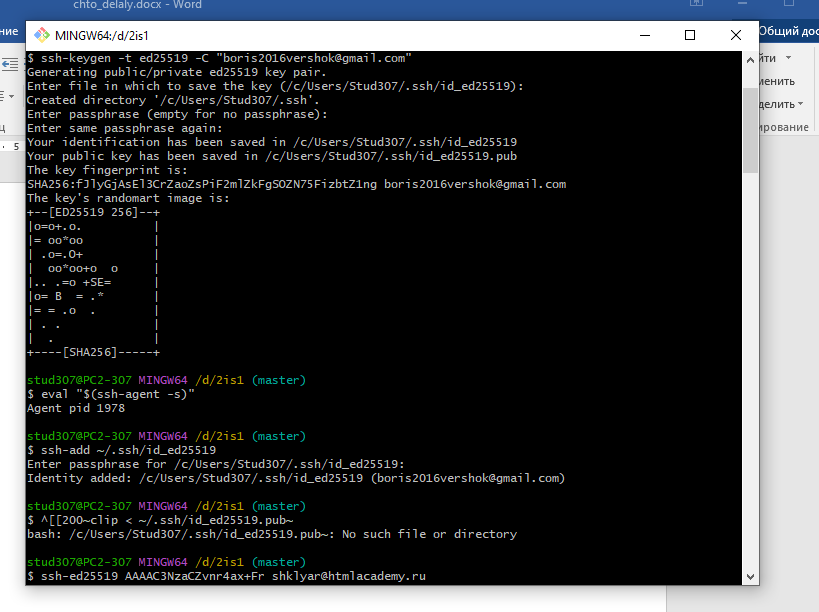 chto_delaly.docx - Word
ние
Общий дос
MINGW64:/d/2is1
$ ssh-keygen -t ed25519 -C "boris2016vershok@gmail.com"
Generating public/private ed25519 key pair.
Enter file in which to save the key (/c/Users/Stud307/.ssh/id_ed25519):
Created directory '/c/Users/Stud307/.ssh'.
Enter passphrase (empty for no passphrase):
Enter same passphrase again:
Your identification has been saved in /c/Users/Stud307/.ssh/id_ed25519
Your public key has been saved in /c/Users/Stud307/.ssh/id_ed25519.pub
The key fingerprint is:
SHA256:fJlyGjAsEl3CrZaoZsPiF2mlZkFgSOZN75FizbtZ1ng boris2016vershok@gmail.com
The key's randomart image is:
+--[ED25519 256]--+
|o=o+.o.          |
|= oo*oo          |
| .o=.O+          |
|  oo*oo+o  o     |
|.. .=o +SE=      |
|o= B  = .*       |
|= = .o  .        |
| . .             |
|  .              |
+----[SHA256]-----+
stud307@PC2-307 MINGW64 /d/2is1 (master)
$ eval "$(ssh-agent -s)"
Agent pid 1978
stud307@PC2-307 MINGW64 /d/2is1 (master)
$ ssh-add ~/.ssh/id_ed25519
Enter passphrase for /c/Users/Stud307/.ssh/id_ed25519:
Identity added: /c/Users/Stud307/.ssh/id_ed25519 (boris2016vershok@gmail.com)
stud307@PC2-307 MINGW64 /d/2is1 (master)
$ ^[[200~clip < ~/.ssh/id_ed25519.pub~
bash: /c/Users/Stud307/.ssh/id_ed25519.pub~: No such file or directory
stud307@PC2-307 MINGW64 /d/2is1 (master)
$ ssh-ed25519 AAAAC3NzaCZvnr4ax+Fr shklyar@htmlacademy.ru
йти
менить
делить
ирование
5